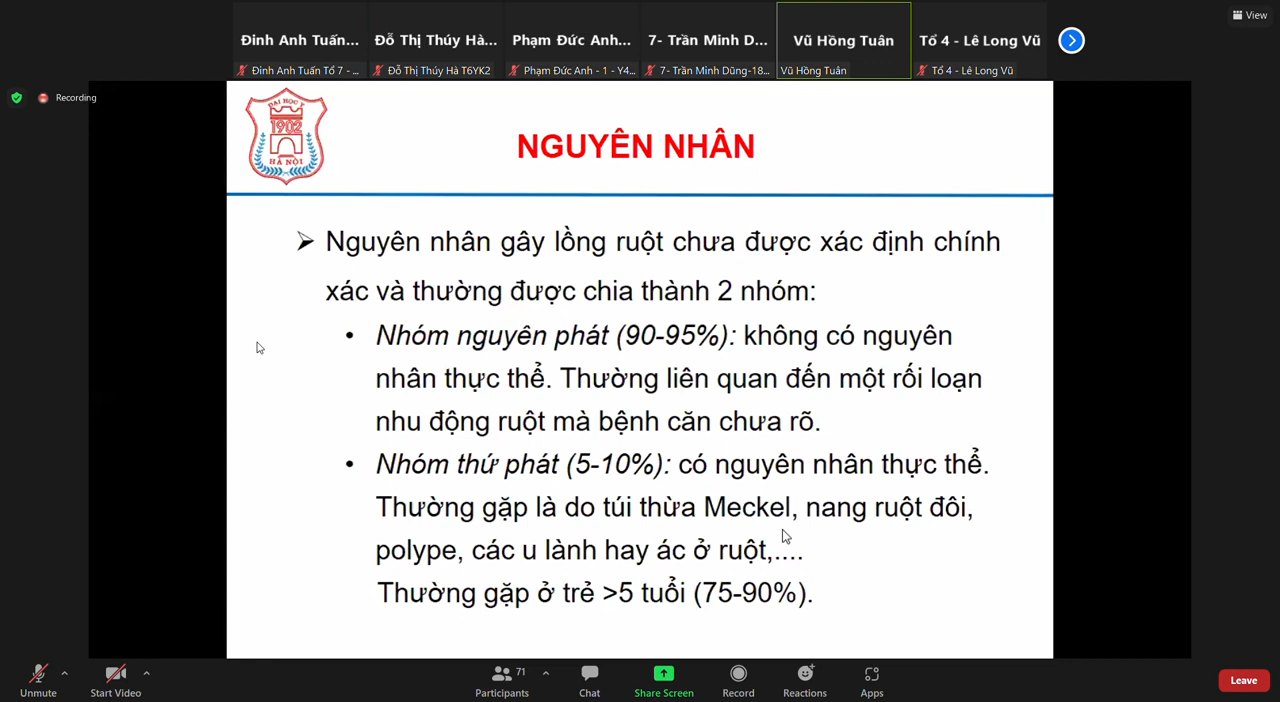 View
Đinh Anh Tuấn...
Đỗ Thị Thúy Hà...
Phạm Đức Anh...
7- Trần Minh D...
Vũ Hồng Tuân
Tổ 4 - Lê Long Vũ
Đinh Anh Tuấn Tổ 7 - ...
Đỗ Thị Thúy Hà T6YK2
Phạm Đức Anh - 1 - Y4...
7- Trần Minh Dũng-18...
Vũ Hồng Tuân
Tổ 4 - Lê Long Vũ
Recording
ĐẠI HỌC Y
1902
HÀ NỘI
NGUYÊN NHÂN
Nguyên nhân gây lồng ruột chưa được xác định chính
xác và thường được chia thành 2 nhóm:
• Nhóm nguyên phát (90-95%): không có nguyên
nhân thực thể. Thường liên quan đến một rối loạn
nhu động ruột mà bệnh căn chưa rõ.
• Nhóm thứ phát (5-10%): có nguyên nhân thực thể.
Thường gặp là do túi thừa Meckel, nang ruột đôi,
polype, các u lành hay ác ở ruột,....
Thường gặp ở trẻ >5 tuổi (75-90%).
Unmute
Start Video
71
Participants
Chat
Share Screen
Record
Reactions
Apps
Leave